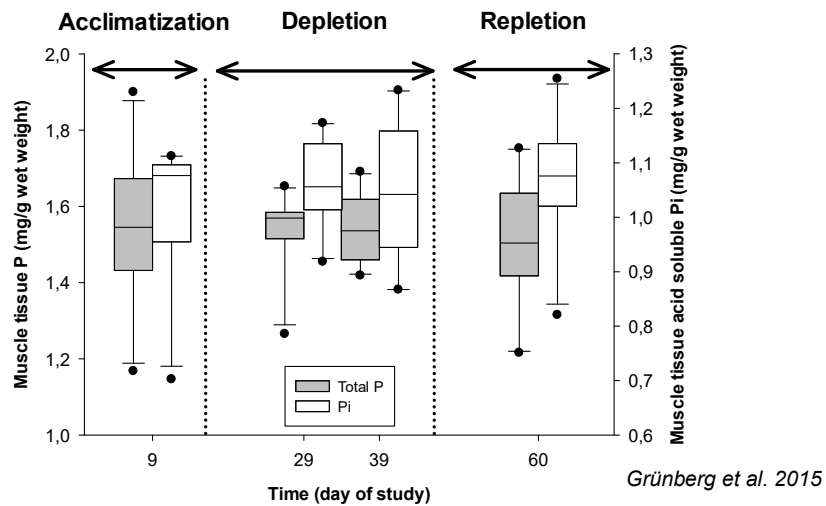 Acclimatization Depletion Repletion
2,0
1,8
1,6
1,4
1,2
1,0
Muscle tissue P (mg/g wet weight)
1,3
1,2
1,1
1,0
0,9
0,8
0,7
0,6
Muscle tissue acid soluble Pi (mg/g wet weight)
Total P
Pi
9 29 39 60
Time (day of study)
Grünberg et al. 2015